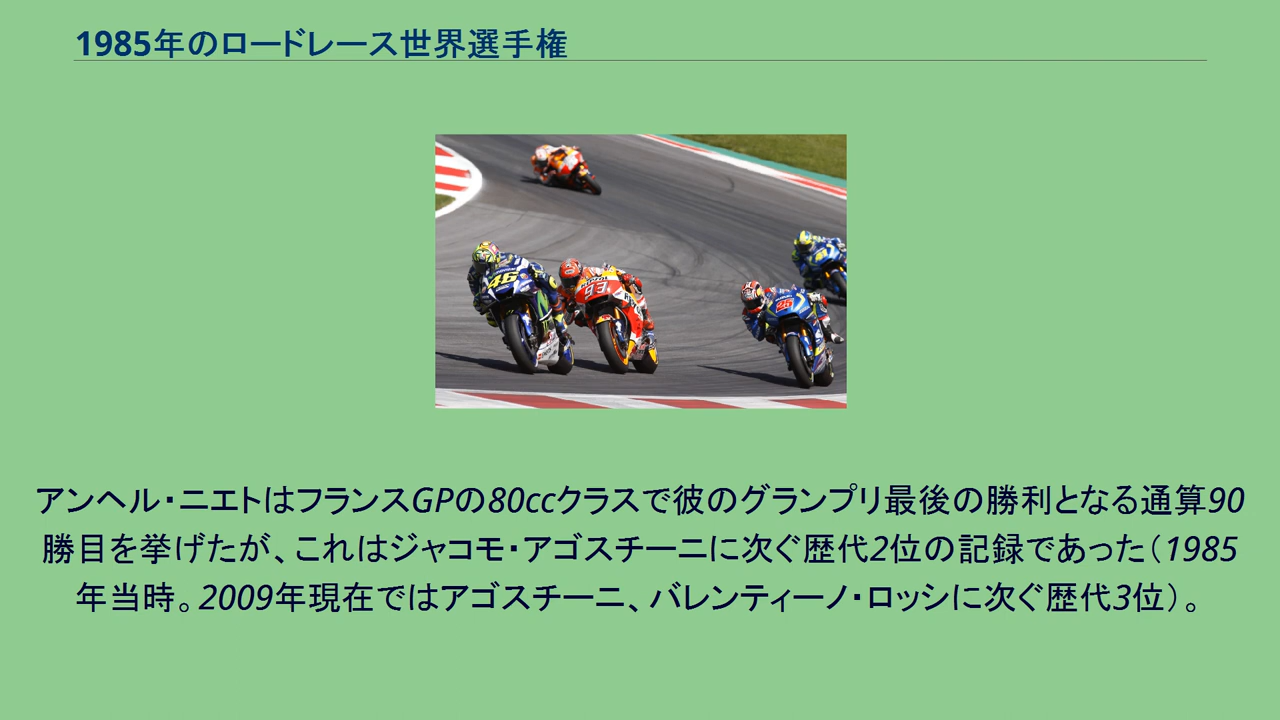 1985年のロードレース世界選手権
46
93
25
アンヘル・ニエトはフランスGPの80ccクラスで彼のグランプリ最後の勝利となる通算90
勝目を挙げたが、これはジャコモ・アゴスチーニに次ぐ歴代2位の記録であった（1985
年当時。2009年現在ではアゴスチーニ、バレンティーノ・ロッシに次ぐ歴代3位）。